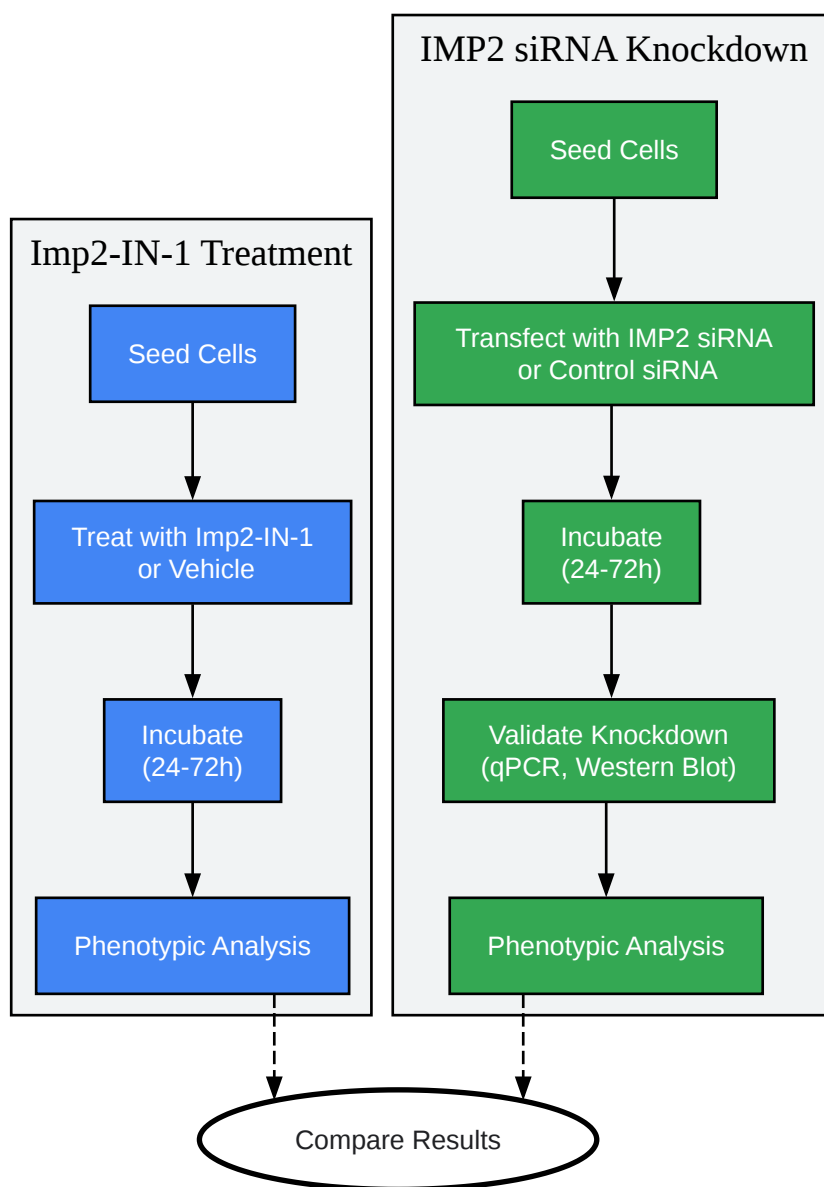 Imp2-IN-1 Treatment
Seed Cells
Treat with Imp2-IN-1
or Vehicle
Incubate
(24-72h)
Phenotypic Analysis
IMP2 siRNA Knockdown
Seed Cells
Transfect with IMP2 siRNA
or Control siRNA
Incubate
(24-72h)
Validate Knockdown
(qPCR, Western Blot)
Phenotypic Analysis
Compare Results